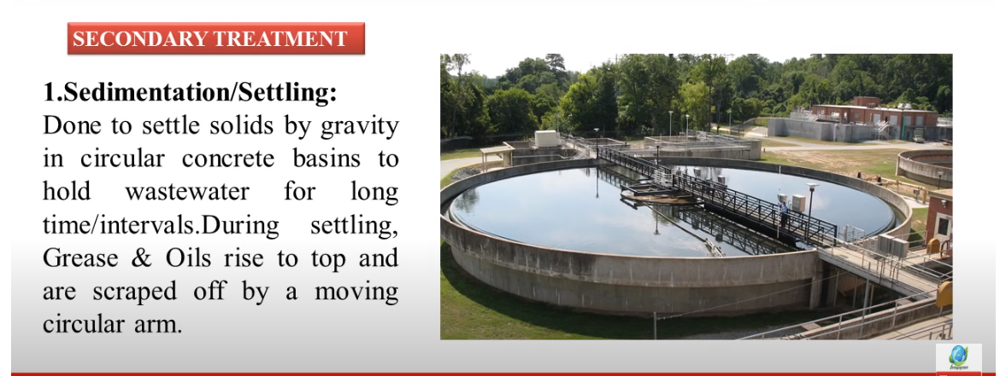 SECONDARY TREATMENT
1.Sedimentation/Settling:
Done to settle solids by gravity
in circular concrete basins to
hold wastewater for long
time/intervals.During settling,
Grease & Oils rise to top and
are scraped off by a moving
circular arm.